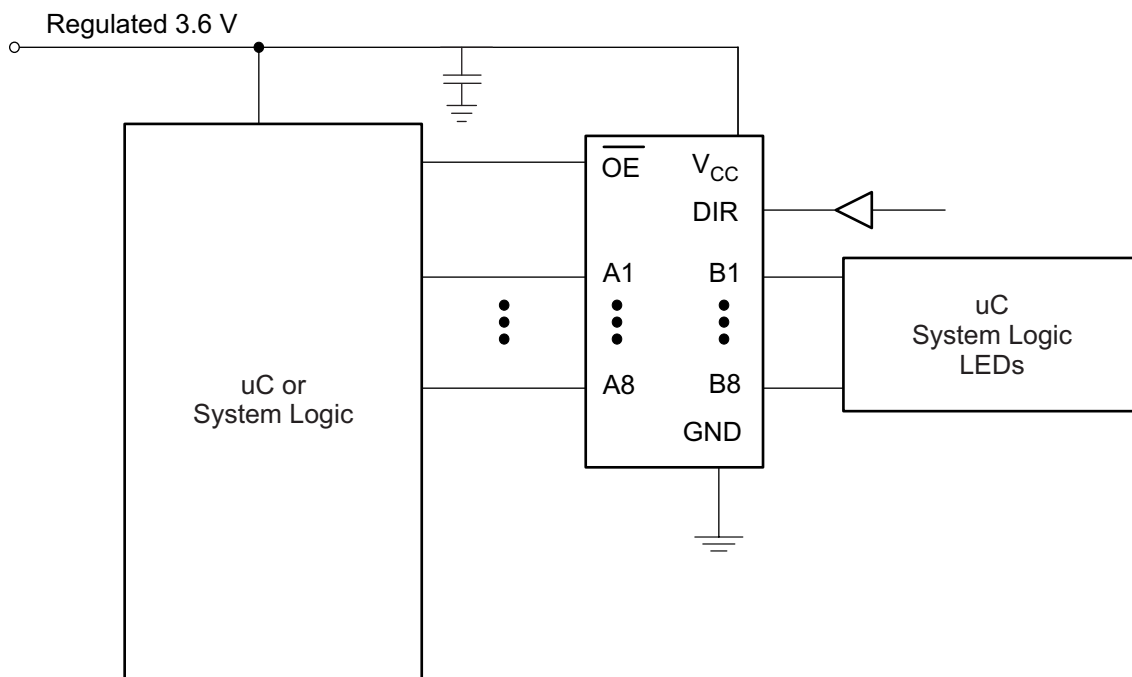 Regulated 3.6 V
OE
VCC
DIR
A1
B1
uC
System Logic
LEDs
A8
B8
uC or
System Logic
GND